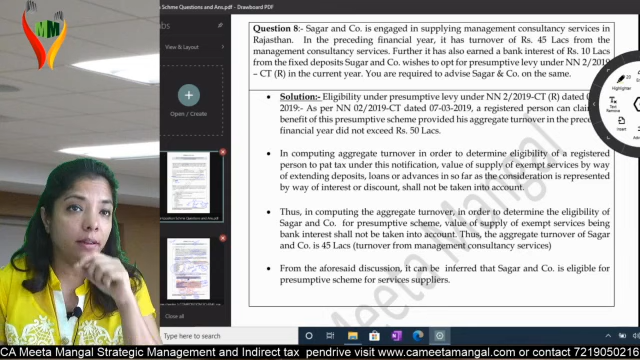 MM
abs
View & Layout
Open / Create
Close all
Type here to search
Question 8:- Sagar and Co. is engaged in supplying management consultancy services in
Rajasthan. In the preceding financial year, it has turnover of Rs. 45 Lacs from the
management consultancy services. Further it has also earned a bank interest of Rs. 10 Lacs
from the fixed deposits Sugar and Co. wishes to opt for presumptive levy under NN 2/2019
– CT (R) in the current year. You are required to advise Sagar & Co. on the same.
• Solution:- Eligibility under presumptive levy under NN 2/2019-CT (R) dated
2019:- As per NN 02/2019-CT dated 07-03-2019, a registered person can clai
benefit of this presumptive scheme provided his aggregate turnover in the prece
financial year did not exceed Rs. 50 Lacs.
• In computing aggregate turnover in order to determine eligibility of a registered
person to pat tax under this notification, value of supply of exempt services by way
of extending deposits, loans or advances in so far as the consideration is represented
by way of interest or discount, shall not be taken into account.
• Thus, in computing the aggregate turnover, in order to determine the eligibility of
Sagar and Co. for presumptive scheme, value of supply of exempt services being
bank interest shall not be taken into account. Thus, the aggregate turnover of Sagar
and Co. is 45 Lacs (turnover from management consultancy services)
• From the aforesaid discussion, it can be inferred that Sagar and Co. is eligible for
presumptive scheme for services suppliers.
Meeta Mangal
Highlighter
Text
Remove
Insert
CA Meeta Mangal Strategic Management and Indirect tax pendrive visit www.cameetamangal.com or contact 7219050216